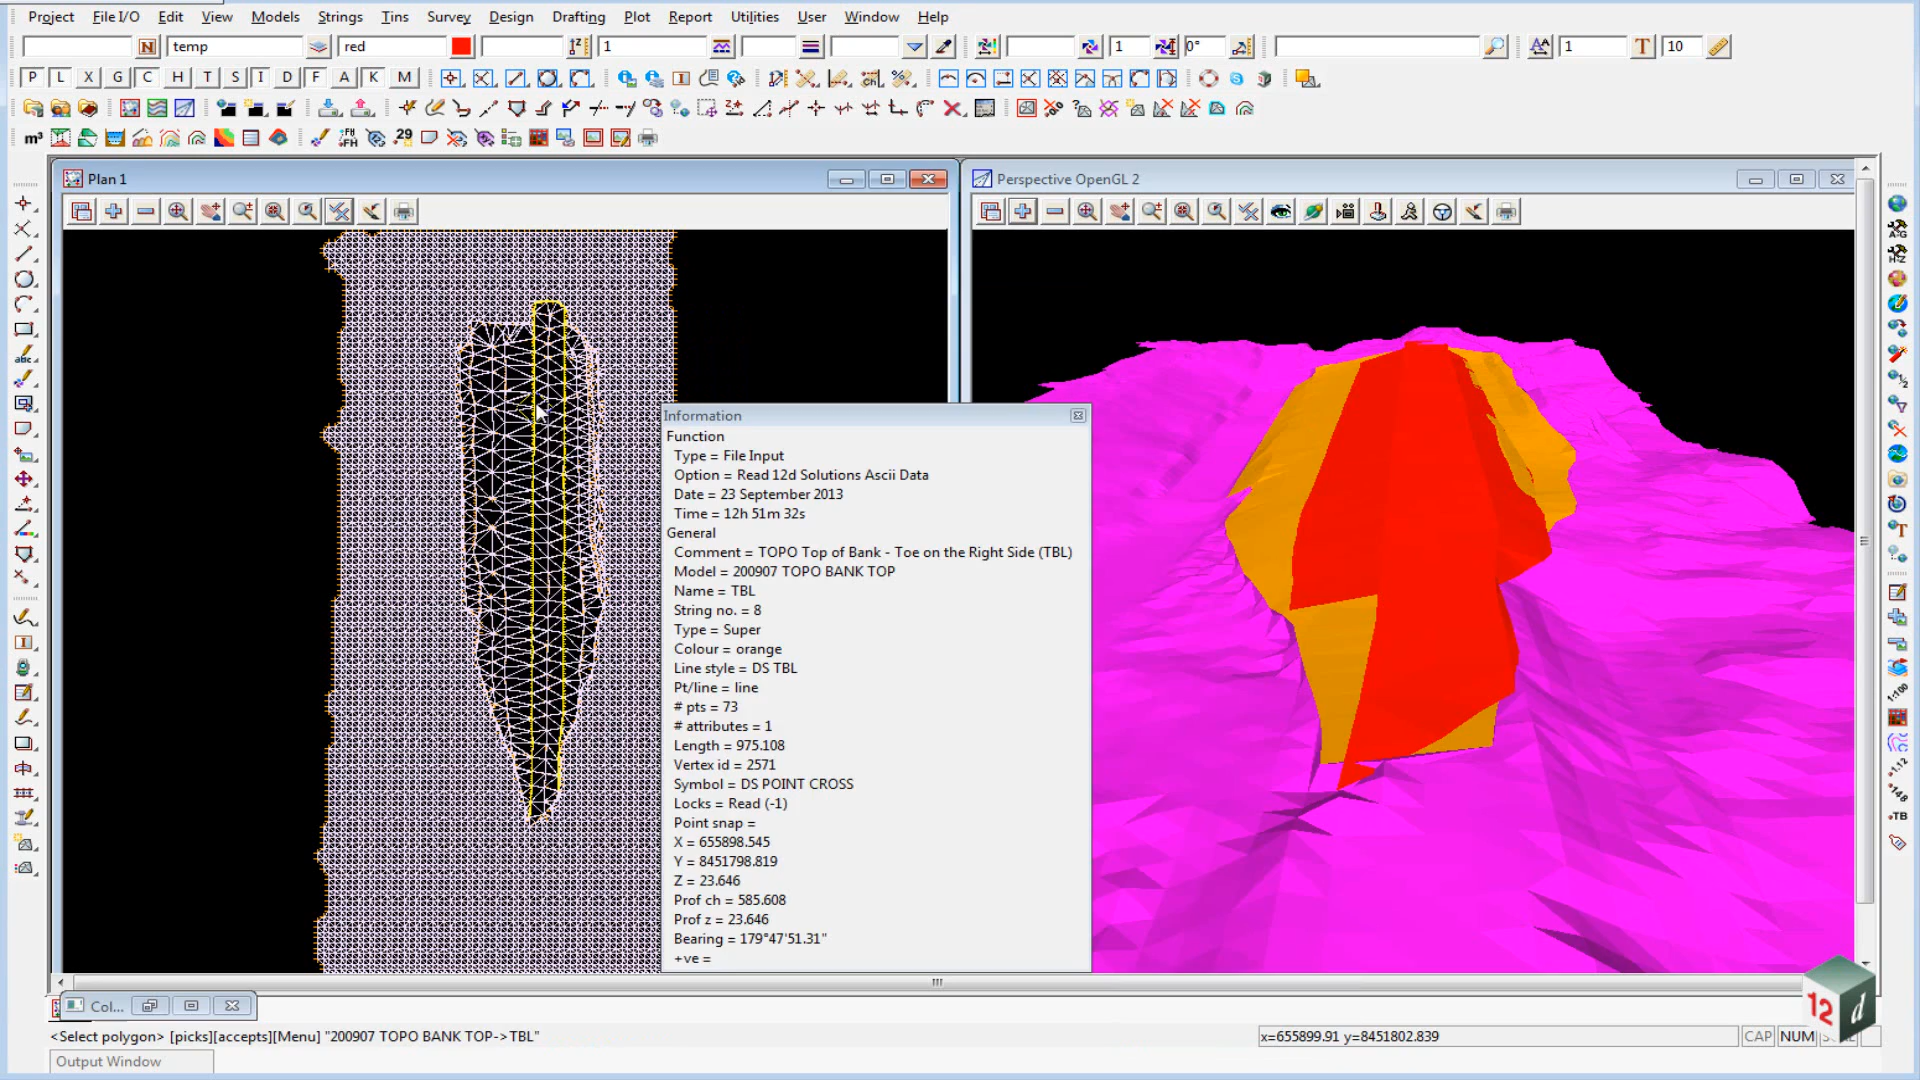 Project File I/O Edit View Models Strings Tins Survey Design Drafting Plot Report Utilities User Window Help
N temp red 1 1 0° 1 T 10
P L X G C H T S I D F A K M
m³ 29
Plan 1
Perspective OpenGL 2
Information
Function
Type = File Input
Option = Read 12d Solutions Ascii Data
Date = 23 September 2013
Time = 12h 51m 32s
General
Comment = TOPO Top of Bank - Toe on the Right Side (TBL)
Model = 200907 TOPO BANK TOP
Name = TBL
String no. = 8
Type = Super
Colour = orange
Line style = DS TBL
Pt/line = line
# pts = 73
# attributes = 1
Length = 975.108
Vertex id = 2571
Symbol = DS POINT CROSS
Locks = Read (-1)
Point snap =
X = 655898.545
Y = 8451798.819
Z = 23.646
Prof ch = 585.608
Prof z = 23.646
Bearing = 179°47'51.31"
+ve =
abc
1:100
TB
12 d
Col...
<Select polygon> [picks][accepts][Menu] "200907 TOPO BANK TOP->TBL"
x=655899.91 y=8451802.839
CAP NUM
Output Window